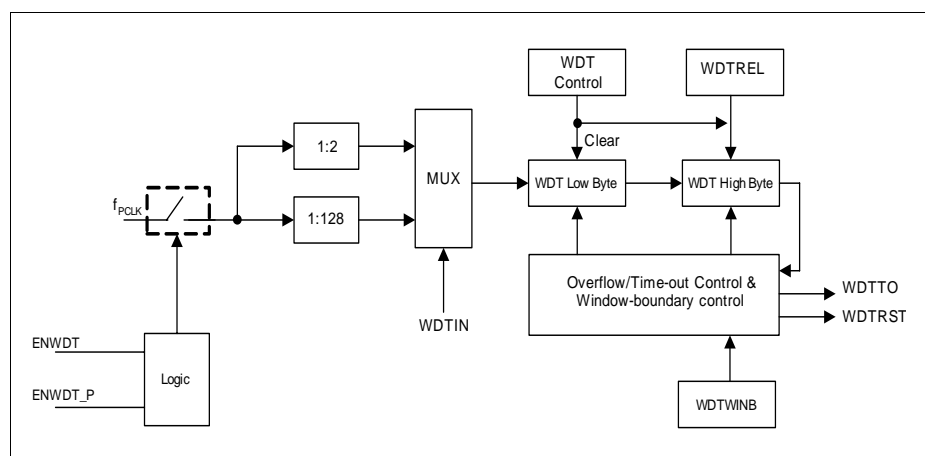 WDT
Control
WDTREL
Clear
1:2
MUX
WDT Low Byte
WDT High Byte
fPCLK
1:128
Overflow/Time-out Control &
Window-boundary control
WDTTO
WDTRST
WDTIN
ENWDT
Logic
ENWDT_P
WDTWINB